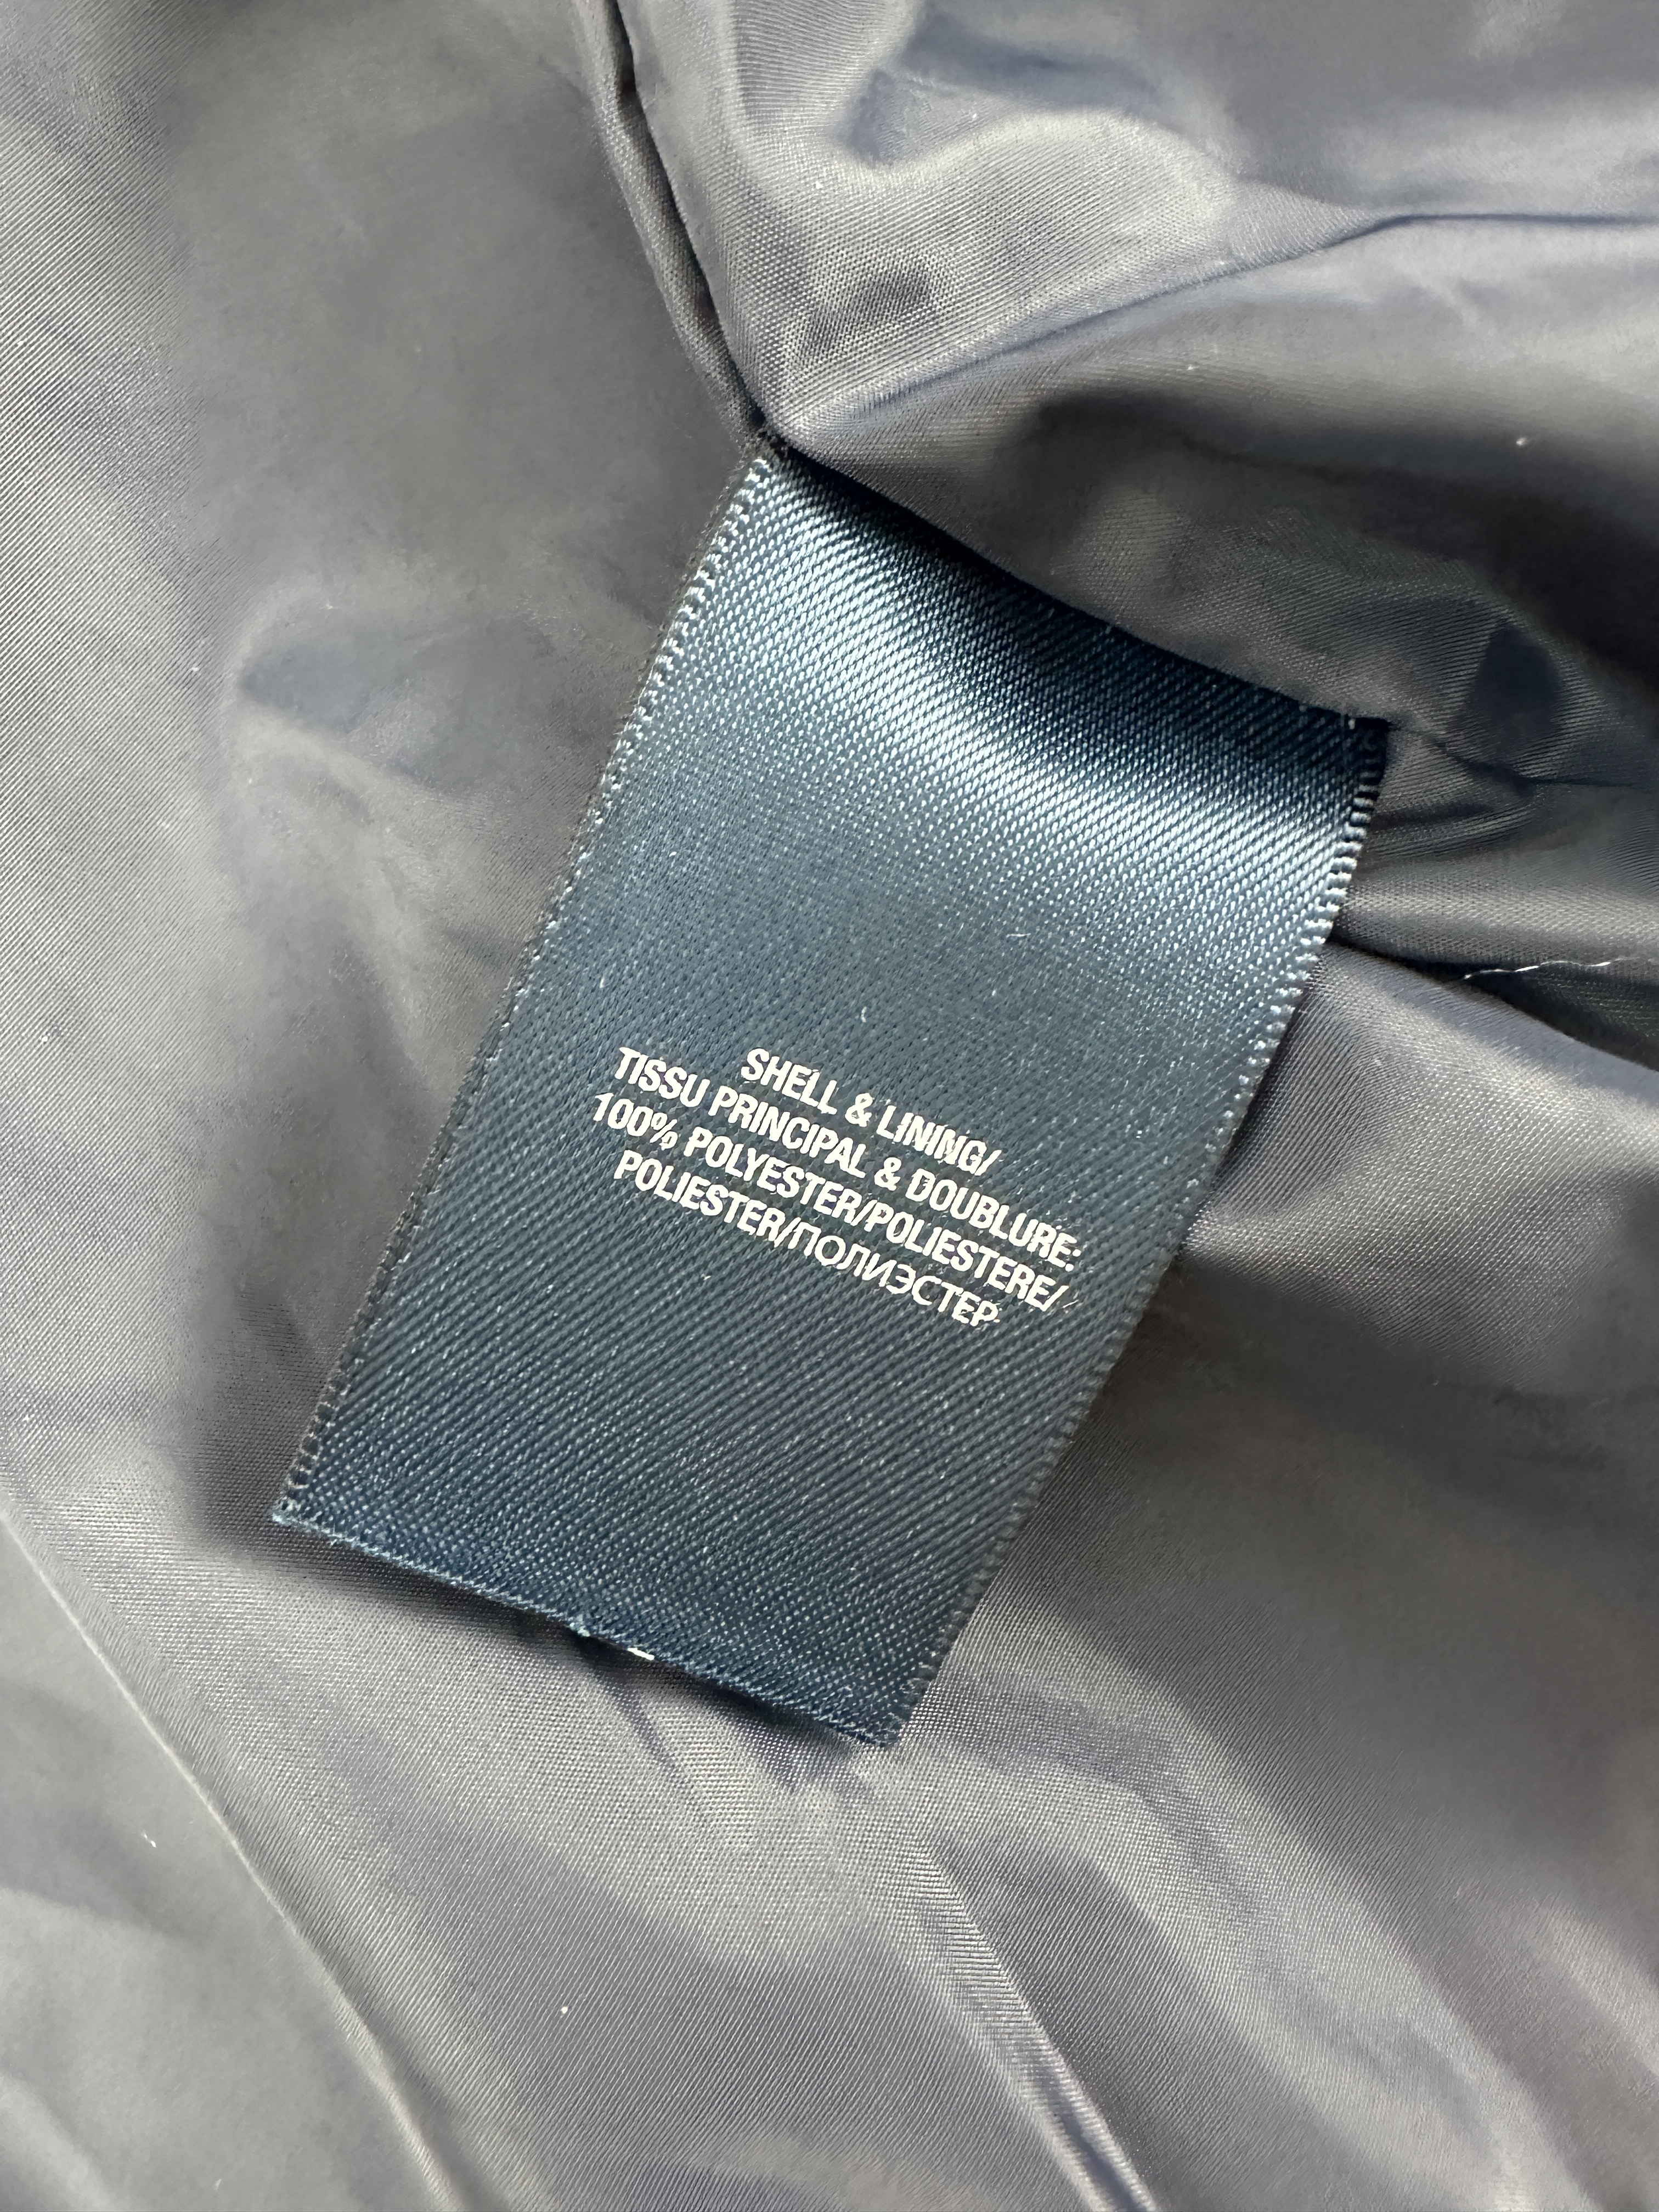 SHELL & LINING/
TISSU PRINCIPAL & DOUBLURE:
100% POLYESTER/POLIESTERE/
POLIESTER/ПОЛИЭСТЕР